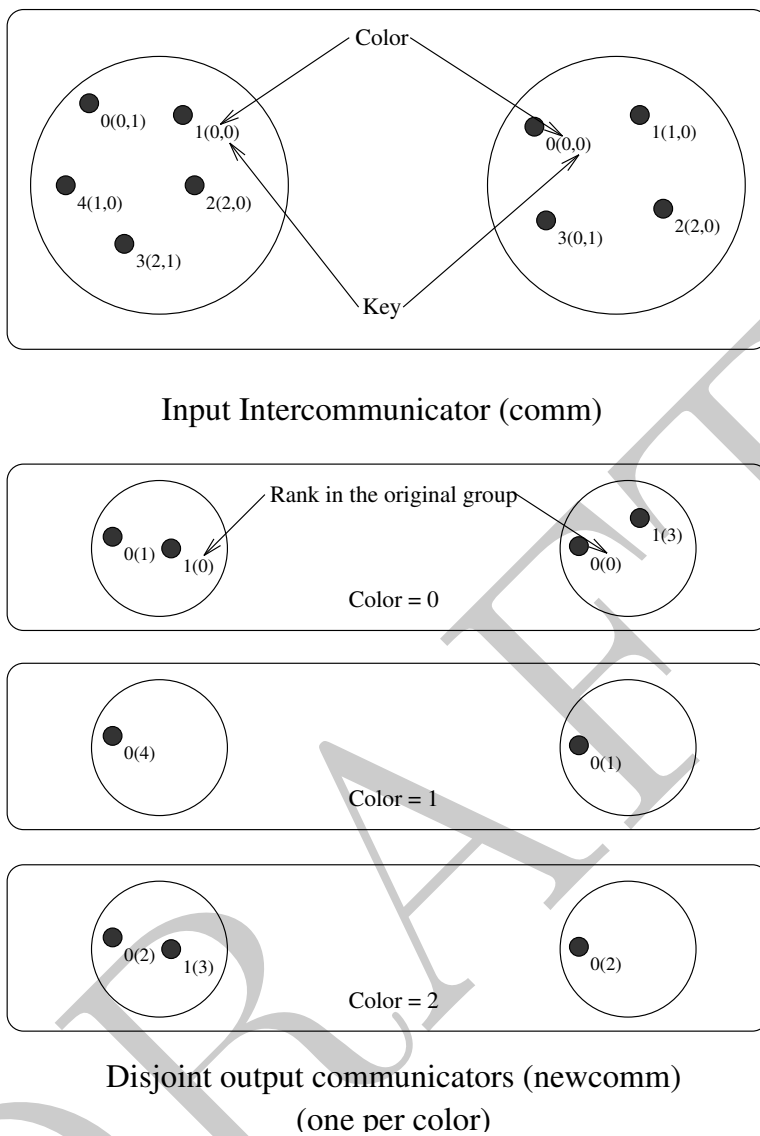 Color
0(0,1)
1(0,0)
4(1,0)
2(2,0)
3(2,1)
0(0,0)
1(1,0)
3(0,1)
2(2,0)
Key
Input Intercommunicator (comm)
Rank in the original group
0(1)
1(0)
0(0)
1(3)
Color = 0
0(4)
0(1)
Color = 1
0(2)
1(3)
0(2)
Color = 2
Disjoint output communicators (newcomm)
(one per color)
DRAFT